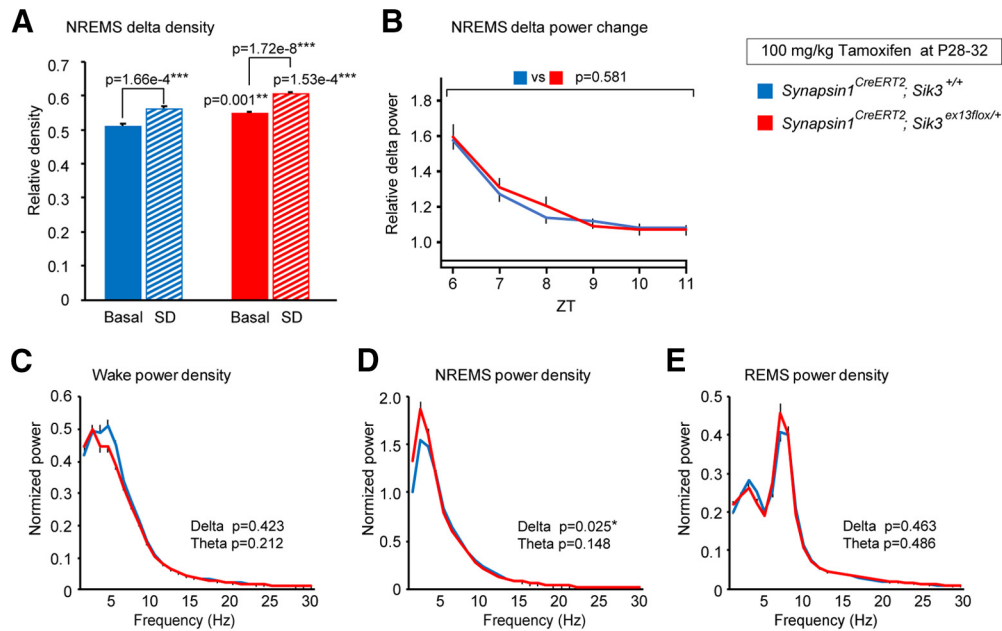 A
NREMS delta density
p=1.72e-8***
p=1.66e-4***
p=1.53e-4***
p=0.001**
Relative density
0.7
0.6
0.5
0.4
0.3
0.2
0.1
0
Basal SD
Basal SD
B
NREMS delta power change
vs p=0.581
Relative delta power
1.8
1.6
1.4
1.2
1.0
6 7 8 9 10 11
ZT
100 mg/kg Tamoxifen at P28-32
Synapsin1CreERT2; Sik3+/+
Synapsin1CreERT2; Sik3ex13flox/+
C
Wake power density
Normized power
0.6
0.5
0.4
0.3
0.2
0.1
0
Delta p=0.423
Theta p=0.212
5 10 15 20 25 30
Frequency (Hz)
D
NREMS power density
Normized power
2.0
1.5
1.0
0.5
0
Delta p=0.025*
Theta p=0.148
5 10 15 20 25 30
Frequency (Hz)
E
REMS power density
Normized power
0.5
0.4
0.3
0.2
0.1
0
Delta p=0.463
Theta p=0.486
5 10 15 20 25 30
Frequency (Hz)